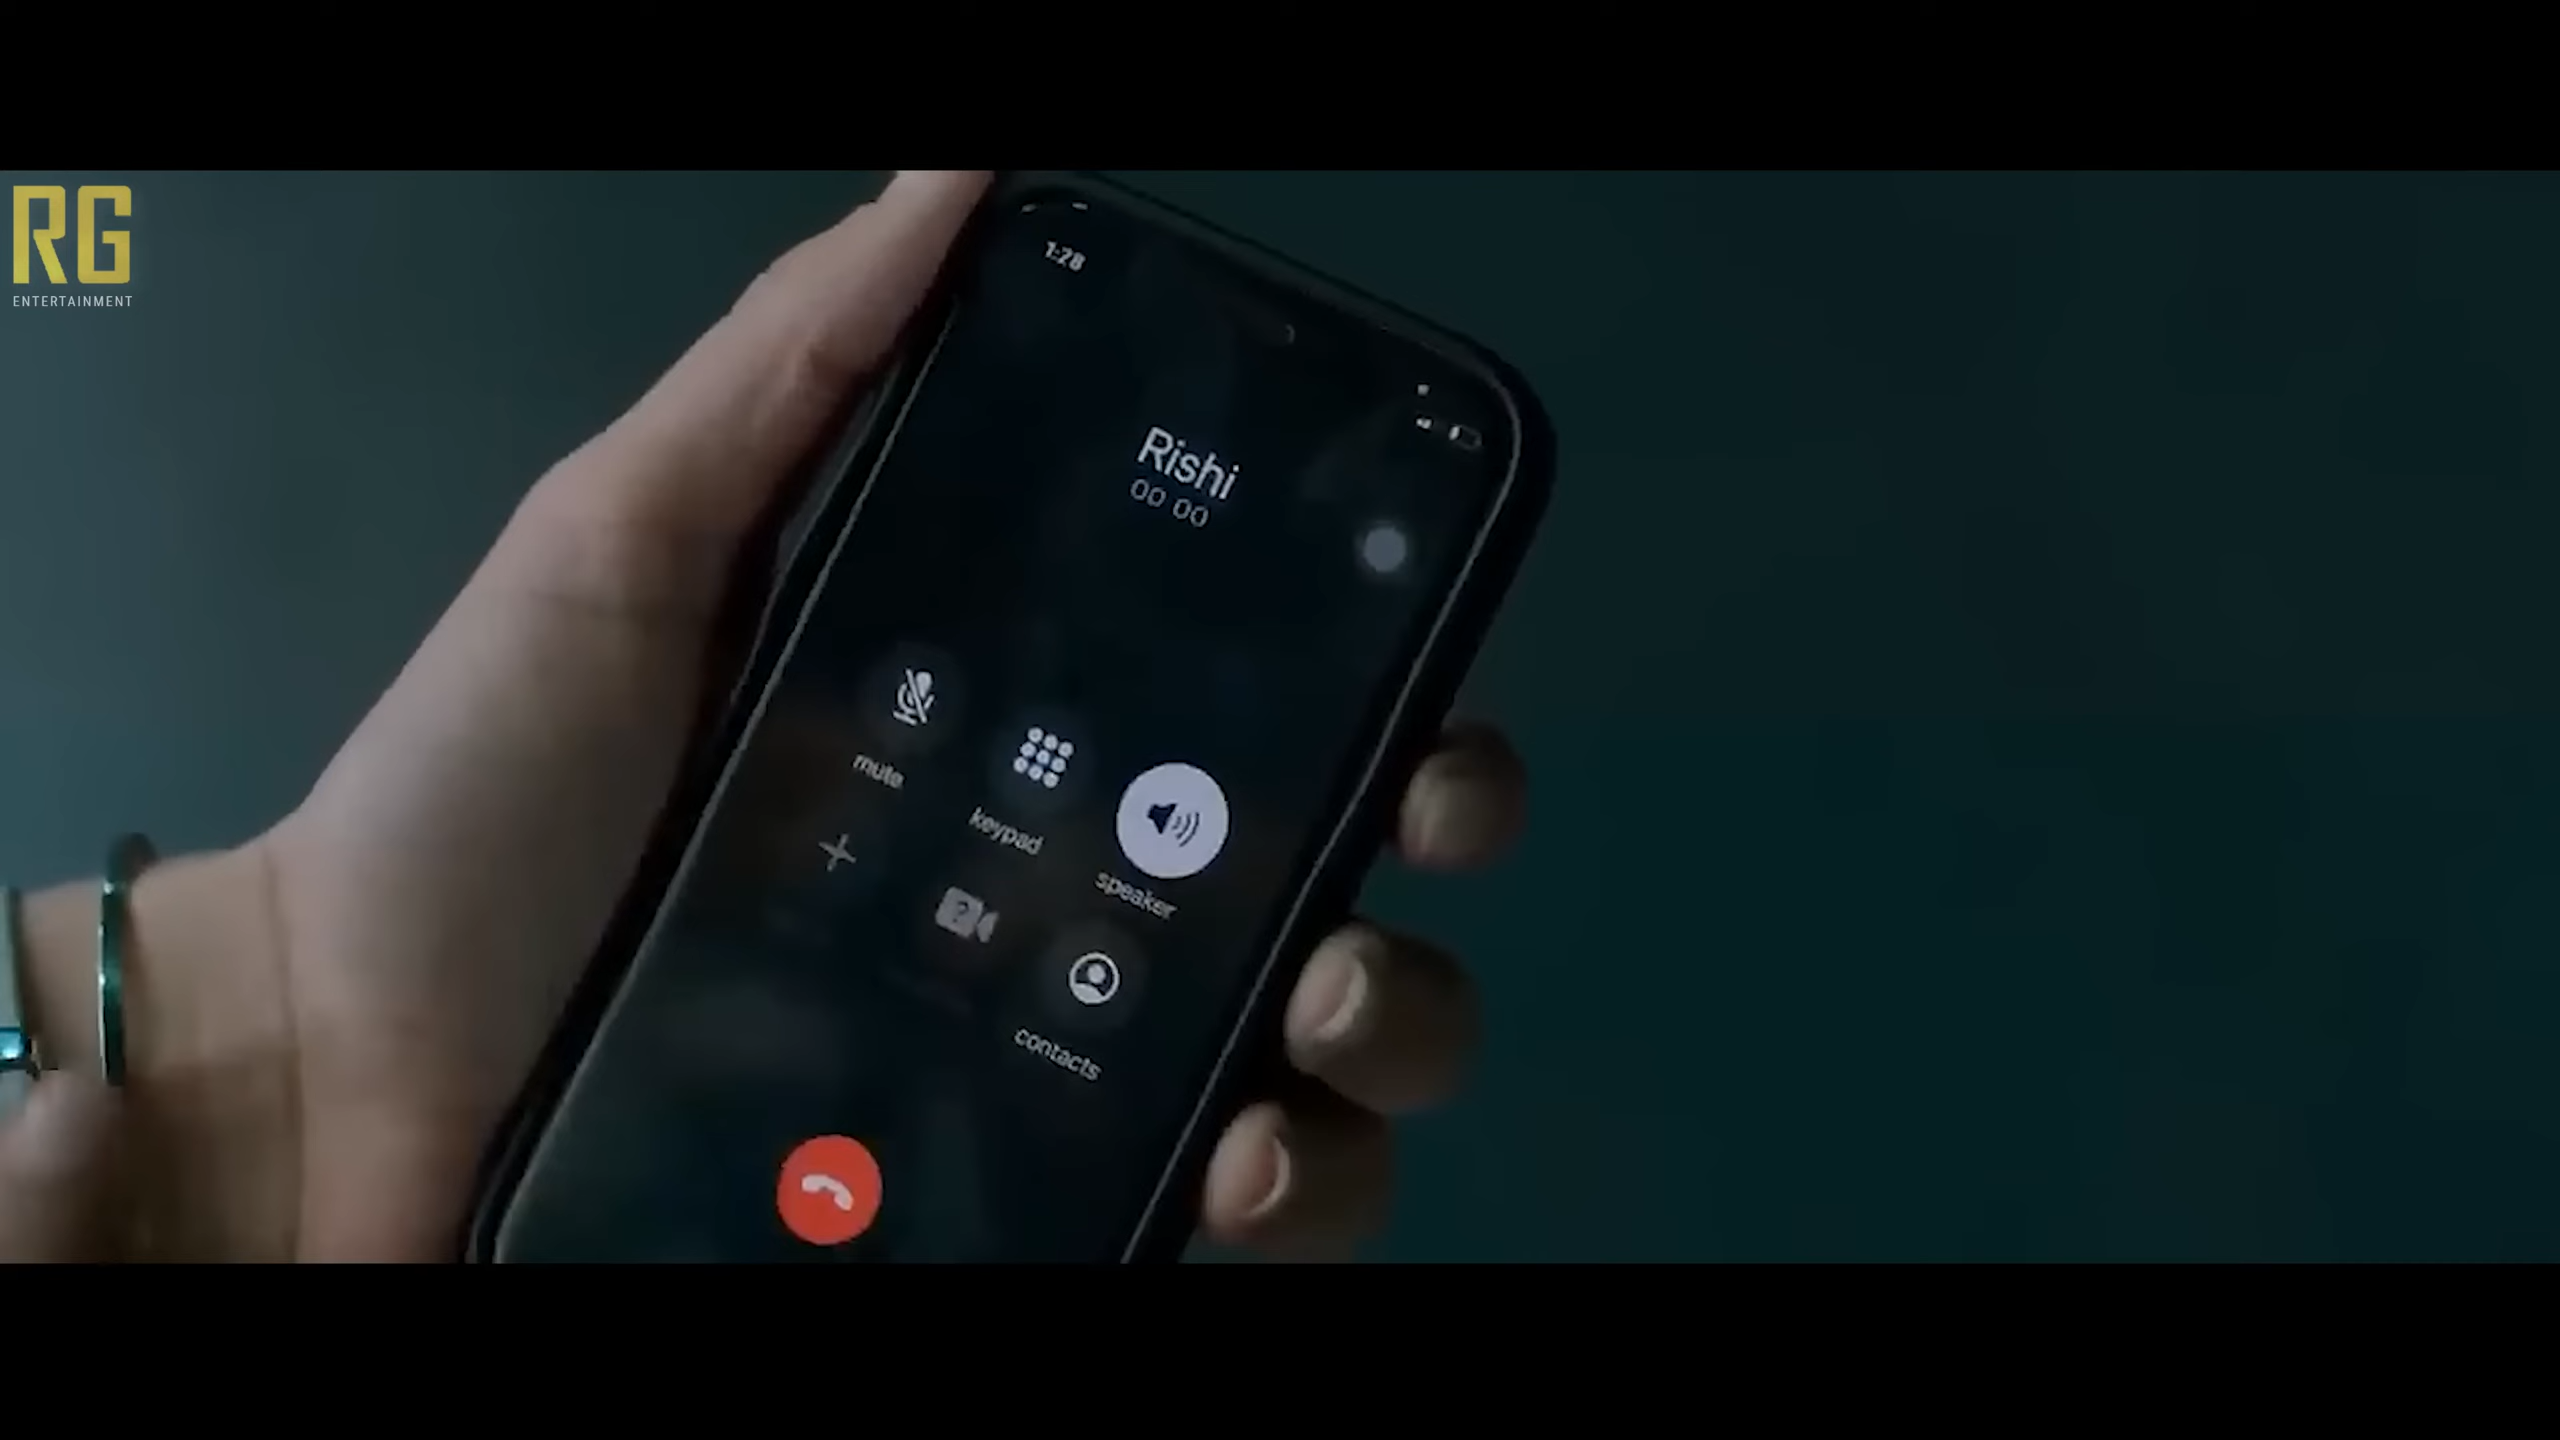 RG
ENTERTAINMENT
1:28
Rishi
00 00
mute
keypad
speaker
contacts